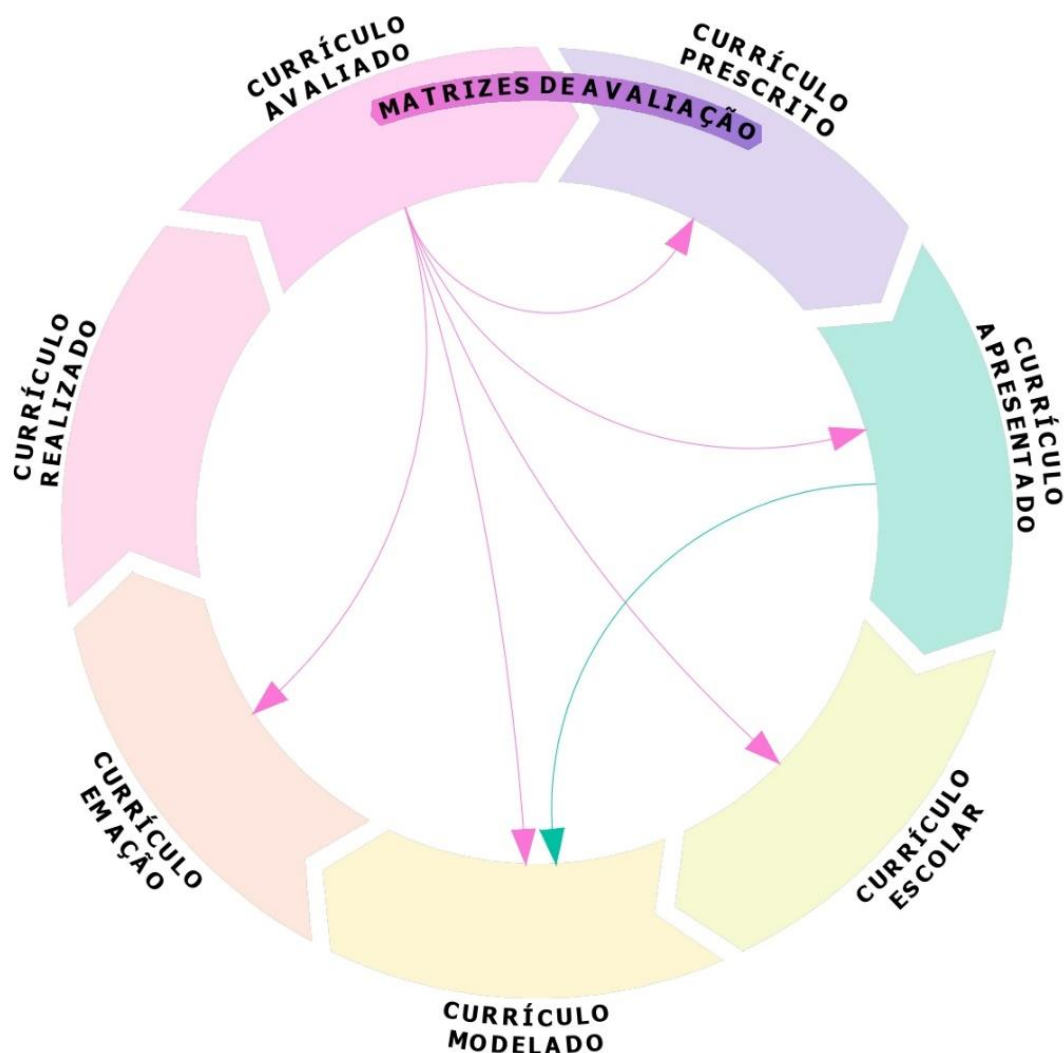 CURRÍCULO
AVALIADO
CURRÍCULO
PRESCRITO
MATRIZES DE AVALIAÇÃO
CURRÍCULO
APRESENTADO
CURRÍCULO
REALIZADO
CURRÍCULO
ESCOLAR
CURRÍCULO
EM AÇÃO
CURRÍCULO
MODELADO